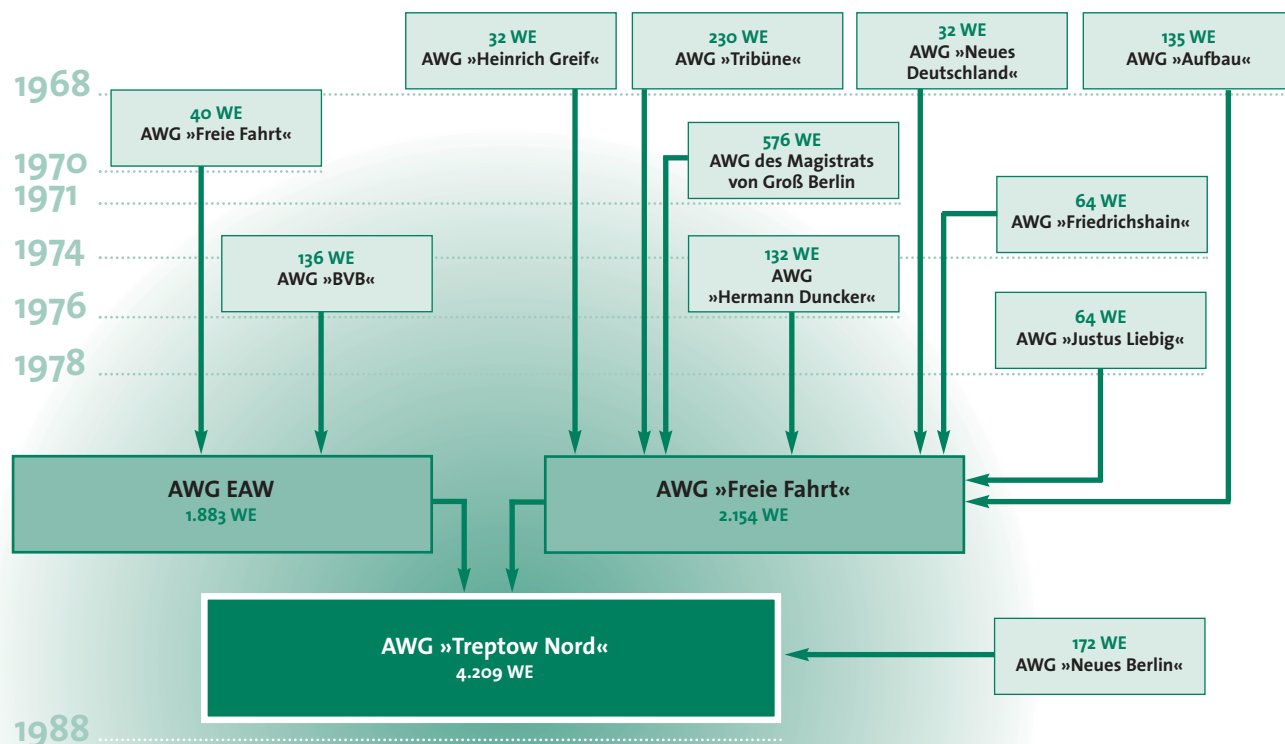 32 WE
AWG »Heinrich Greif«
230 WE
AWG »Tribüne«
32 WE
AWG »Neues
Deutschland«
135 WE
AWG »Aufbau«
1968
40 WE
AWG »Freie Fahrt«
576 WE
AWG des Magistrats
von Groß Berlin
1970
1971
64 WE
AWG »Friedrichshain«
1974
136 WE
AWG »BVB«
132 WE
AWG
»Hermann Duncker«
1976
64 WE
AWG »Justus Liebig«
1978
AWG EAW
1.883 WE
AWG »Freie Fahrt«
2.154 WE
AWG »Treptow Nord«
4.209 WE
172 WE
AWG »Neues Berlin«
1988